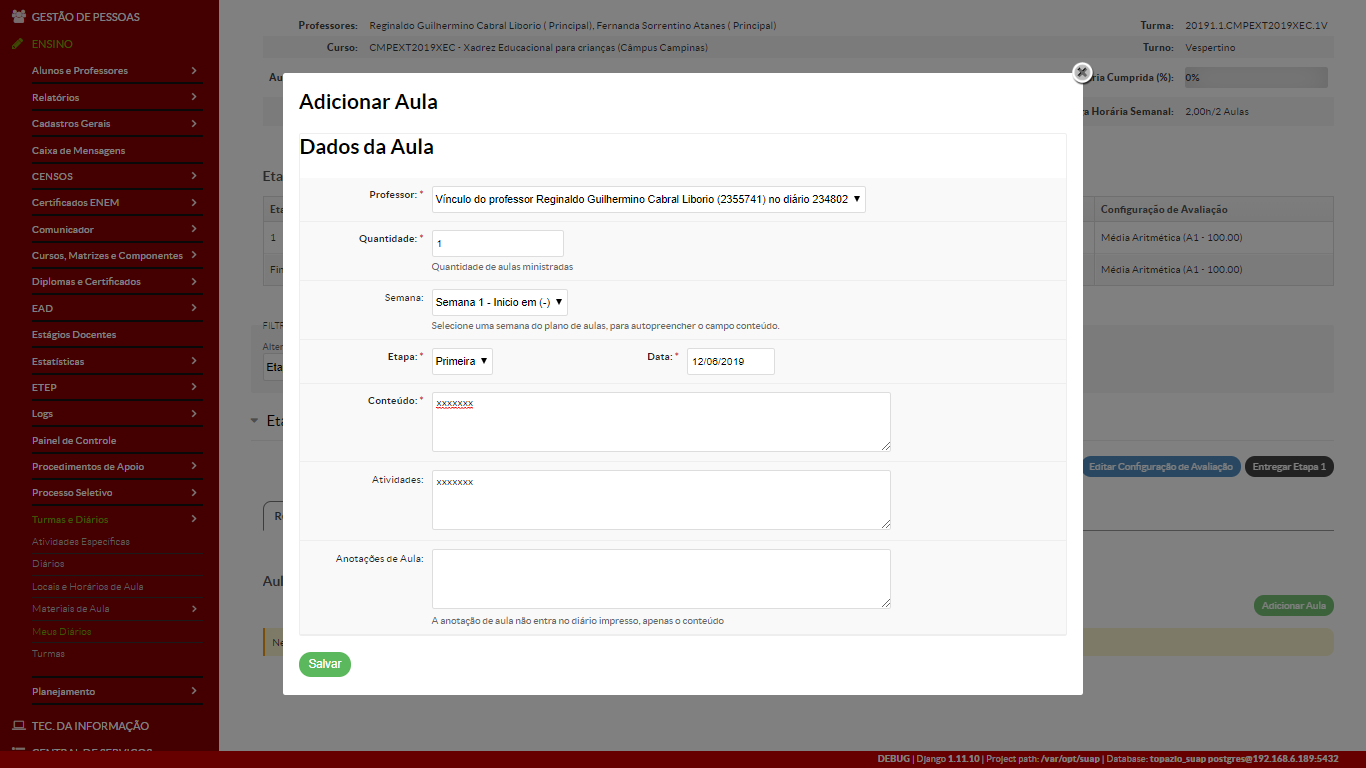 GESTÃO DE PESSOAS
ENSINO
Alunos e Professores
Relatórios
Cadastros Gerais
Caixa de Mensagens
CENSOS
Certificados ENEM
Comunicador
Cursos, Matrizes e Componentes
Diplomas e Certificados
EAD
Estágios Docentes
Estatísticas
ETEP
Logs
Painel de Controle
Procedimentos de Apoio
Processo Seletivo
Turmas e Diários
Atividades Específicas
Diários
Locais e Horários de Aula
Materiais de Aula
Meus Diários
Turmas
Planejamento
TEC. DA INFORMAÇÃO
CENTRAL DE SERVIÇOS
Professores: Reginaldo Guilhermino Cabral Liborio ( Principal), Fernanda Sorrentino Atanes ( Principal) Turma: 20191.1.CMPEXT2019XEC.1V
Curso: CMPEXT2019XEC - Xadrez Educacional para crianças (Câmpus Campinas) Turno: Vespertino
Cumprida (%): 0%
Horária Semanal: 2,00h/2 Aulas
Configuração de Avaliação
1 Média Aritmética (A1 - 100.00)
Média Aritmética (A1 - 100.00)
Editar Configuração de Avaliação Entregar Etapa 1
Adicionar Aula
Adicionar Aula
Dados da Aula
Professor: * Vínculo do professor Reginaldo Guilhermino Cabral Liborio (2355741) no diário 234802
Quantidade: * 1
Quantidade de aulas ministradas
Semana: Semana 1 - Inicio em (-)
Selecione uma semana do plano de aulas, para autopreencher o campo conteúdo.
Etapa: * Primeira Data: * 12/06/2019
Conteúdo: * xxxxxxx
Atividades: xxxxxxx
Anotações de Aula:
A anotação de aula não entra no diário impresso, apenas o conteúdo
Salvar
DEBUG | Django 1.11.10 | Project path: /var/opt/suap | Database: topazio_suap postgres@192.168.6.189:5432